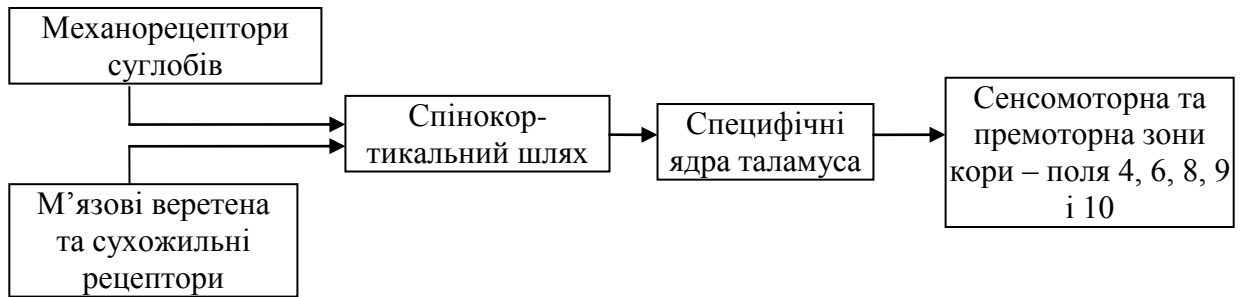 Механорецептори
суглобів
М’язові веретена
та сухожильні
рецептори
Спінокор-
тикальний шлях
Специфічні
ядра таламуса
Сенсомоторна та
премоторна зони
кори – поля 4, 6, 8, 9
і 10